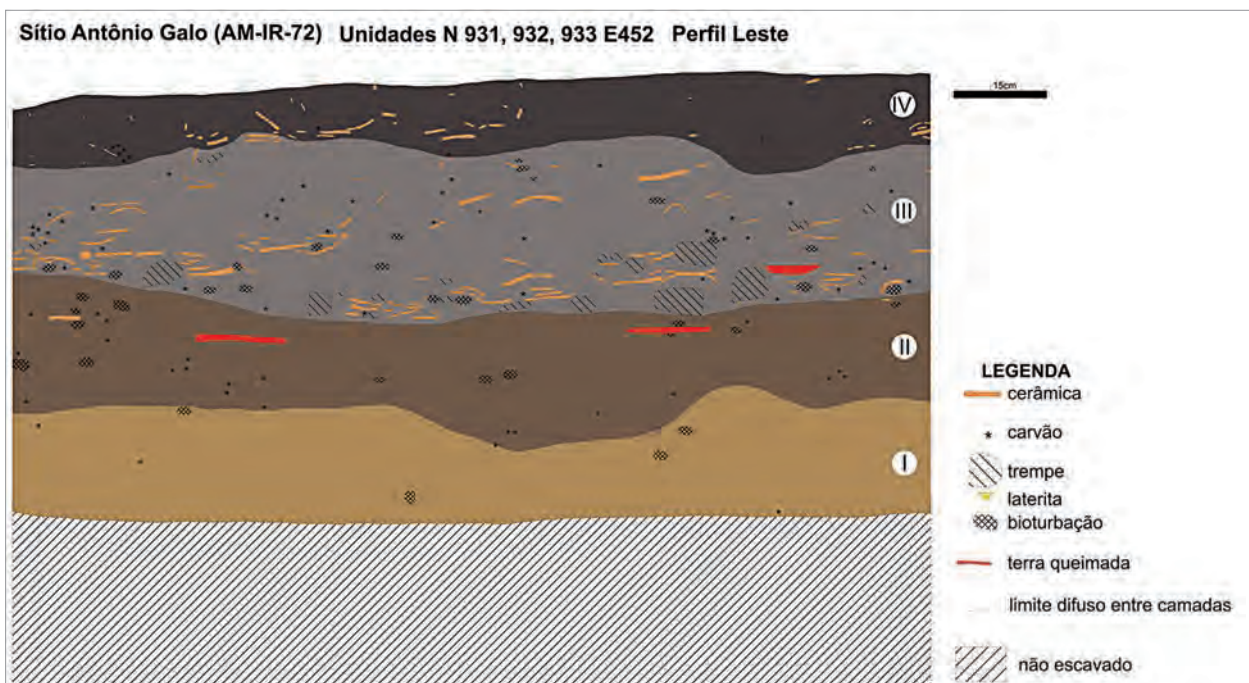 Sítio Antônio Galo (AM-IR-72) Unidades N 931, 932, 933 E452 Perfil Leste
15cm
IV
III
II
I
LEGENDA
cerâmica
carvão
trempe
laterita
bioturbação
terra queimada
limite difuso entre camadas
não escavado